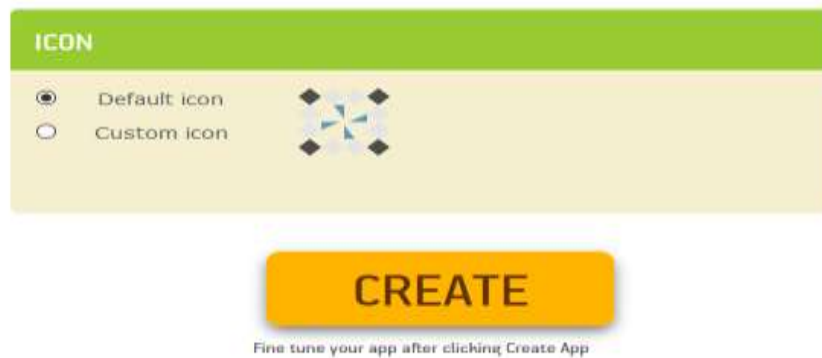 ICON
Default icon
Custom icon
CREATE
Fine tune your app after clicking Create App